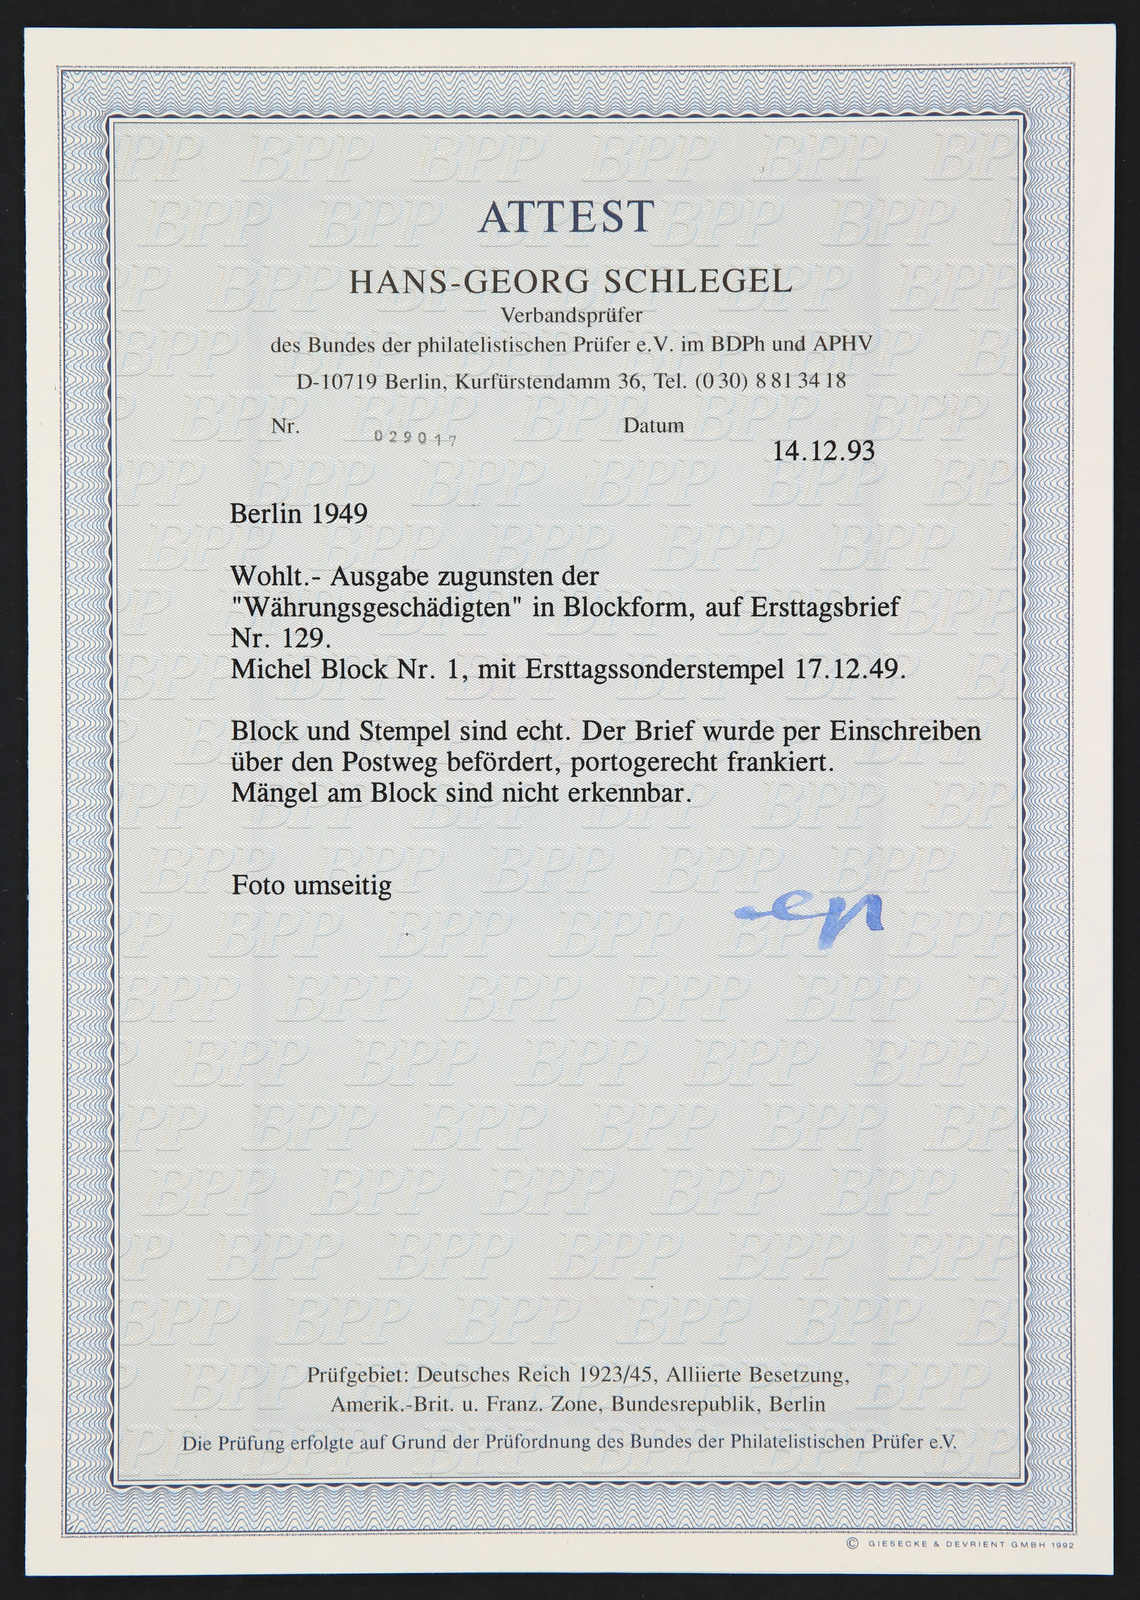 ATTEST
HANS-GEORG SCHLEGEL
Verbandsprüfer
des Bundes der philatelistischen Prüfer e.V. im BDPh und APHV
D-10719 Berlin, Kurfürstendamm 36, Tel. (0 30) 8 81 34 18
Nr. 029017 Datum 14.12.93
Berlin 1949
Wohlt.- Ausgabe zugunsten der
"Währungsgeschädigten" in Blockform, auf Ersttagsbrief
Nr. 129.
Michel Block Nr. 1, mit Ersttagssonderstempel 17.12.49.
Block und Stempel sind echt. Der Brief wurde per Einschreiben
über den Postweg befördert, portogerecht frankiert.
Mängel am Block sind nicht erkennbar.
Foto umseitig
Prüfgebiet: Deutsches Reich 1923/45, Alliierte Besetzung,
Amerik.-Brit. u. Franz. Zone, Bundesrepublik, Berlin
Die Prüfung erfolgte auf Grund der Prüfordnung des Bundes der Philatelistischen Prüfer e.V.
© GIESECKE & DEVRIENT GMBH 1992